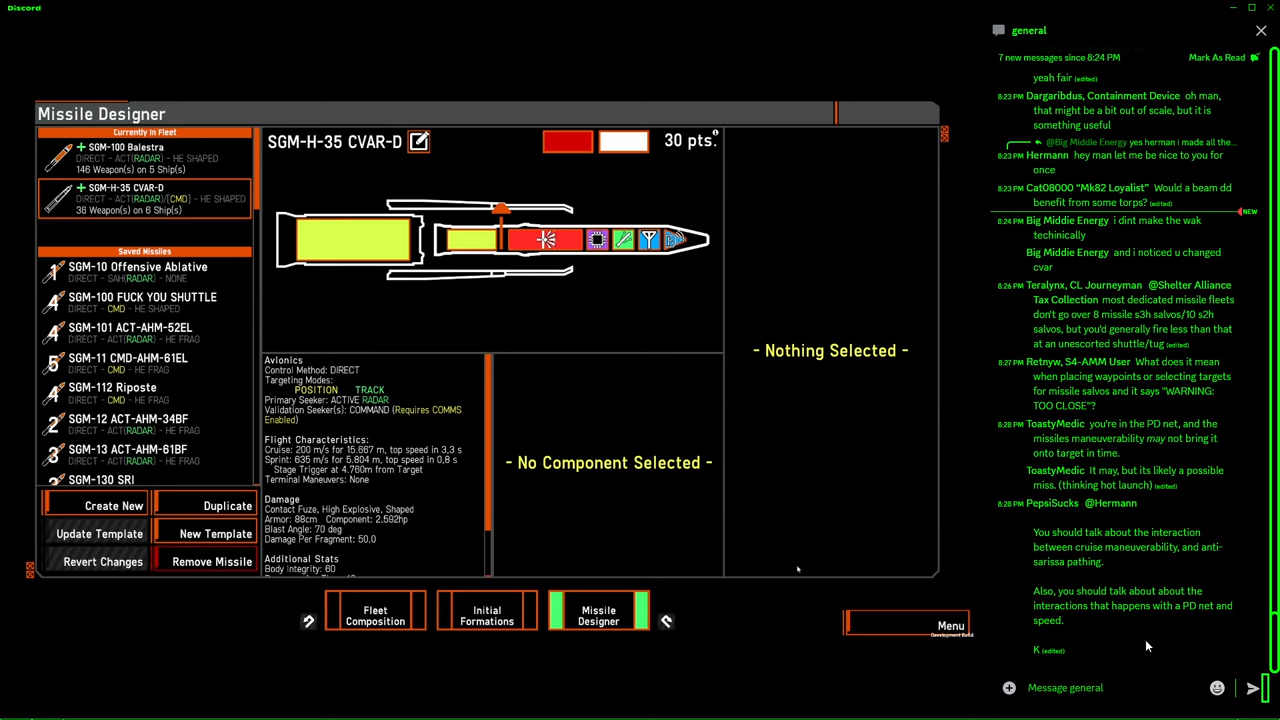 Discord
Missile Designer
Currently In Fleet
+ SGM-100 Balestra
DIRECT - ACT(RADAR) - HE SHAPED
146 Weapon(s) on 5 Ship(s)
+ SGM-H-35 CVAR-D
DIRECT - ACT(RADAR)/[CMD] - HE SHAPED
36 Weapon(s) on 6 Ship(s)
Saved Missiles
1 SGM-10 Offensive Ablative
DIRECT - SAH(RADAR) - NONE
4 SGM-100 FUCK YOU SHUTTLE
DIRECT - CMD - HE SHAPED
4 SGM-101 ACT-AHM-52EL
DIRECT - ACT(RADAR) - HE FRAG
5 SGM-11 CMD-AHM-61EL
DIRECT - CMD - HE FRAG
4 SGM-112 Riposte
DIRECT - CMD - HE FRAG
2 SGM-12 ACT-AHM-34BF
DIRECT - ACT(RADAR) - HE FRAG
3 SGM-13 ACT-AHM-61BF
DIRECT - ACT(RADAR) - HE FRAG
SGM-130 SRI
Create New
Duplicate
Update Template
New Template
Revert Changes
Remove Missile
SGM-H-35 CVAR-D
30 pts.
Avionics
Control Method: DIRECT
Targeting Modes:
POSITION TRACK
Primary Seeker: ACTIVE RADAR
Validation Seeker(s): COMMAND (Requires COMMS
Enabled)
Flight Characteristics:
Cruise: 200 m/s for 15.667 m, top speed in 3,3 s
Sprint: 635 m/s for 5.804 m, top speed in 0,8 s
Stage Trigger at 4.760m from Target
Terminal Maneuvers: None
Damage
Contact Fuze, High Explosive, Shaped
Armor: 88cm Component: 2.592hp
Blast Angle: 70 deg
Damage Per Fragment: 50,0
Additional Stats
Body Integrity: 60
- No Component Selected -
- Nothing Selected -
Fleet
Composition
Initial
Formations
Missile
Designer
Menu
Development Build
general
7 new messages since 8:24 PM
Mark As Read
yeah fair (edited)
8:23 PM Dargaribdus, Containment Device oh man,
that might be a bit out of scale, but it is
something useful
@Big Middie Energy yes herman i made all the...
8:23 PM Hermann hey man let me be nice to you for
once
8:23 PM Cat08000 “Mk82 Loyalist” Would a beam dd
benefit from some torps? (edited)
NEW
8:24 PM Big Middie Energy i dint make the wak
techinically
Big Middie Energy and i noticed u changed
cvar
8:26 PM Teralynx, CL Journeyman @Shelter Alliance
Tax Collection most dedicated missile fleets
don't go over 8 missile s3h salvos/10 s2h
salvos, but you'd generally fire less than that
at an unescorted shuttle/tug (edited)
8:27 PM Retnyw, S4-AMM User What does it mean
when placing waypoints or selecting targets
for missile salvos and it says "WARNING:
TOO CLOSE"?
8:28 PM ToastyMedic you're in the PD net, and the
missiles maneuverability may not bring it
onto target in time.
ToastyMedic It may, but its likely a possible
miss. (thinking hot launch) (edited)
8:28 PM PepsiSucks @Hermann
You should talk about the interaction
between cruise maneuverability, and anti-
sarissa pathing.
Also, you should talk about about the
interactions that happens with a PD net and
speed.
K (edited)
Message general